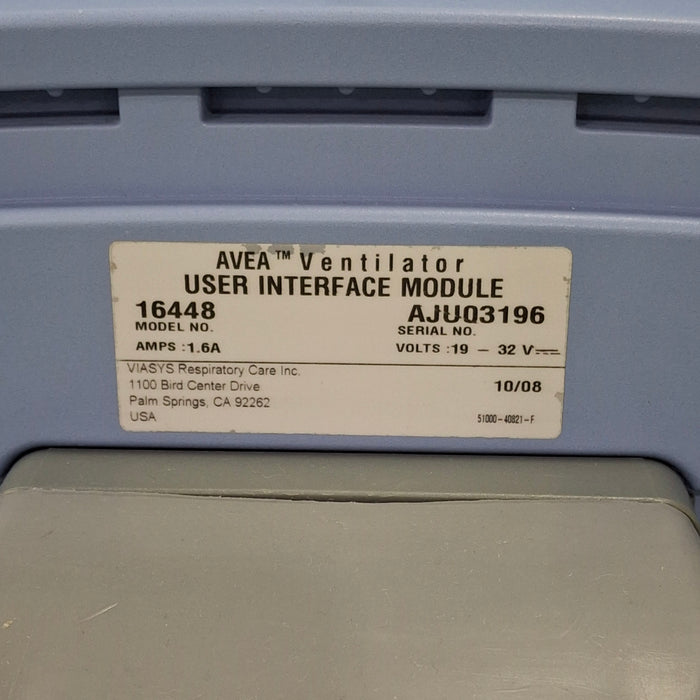 AVEA™ Ventilator
USER INTERFACE MODULE
16448 AJU03196
MODEL NO. SERIAL NO.
AMPS :1.6A VOLTS :19 – 32 V⎓
VIASYS Respiratory Care Inc.
1100 Bird Center Drive 10/08
Palm Springs, CA 92262
USA 51000-40821-F